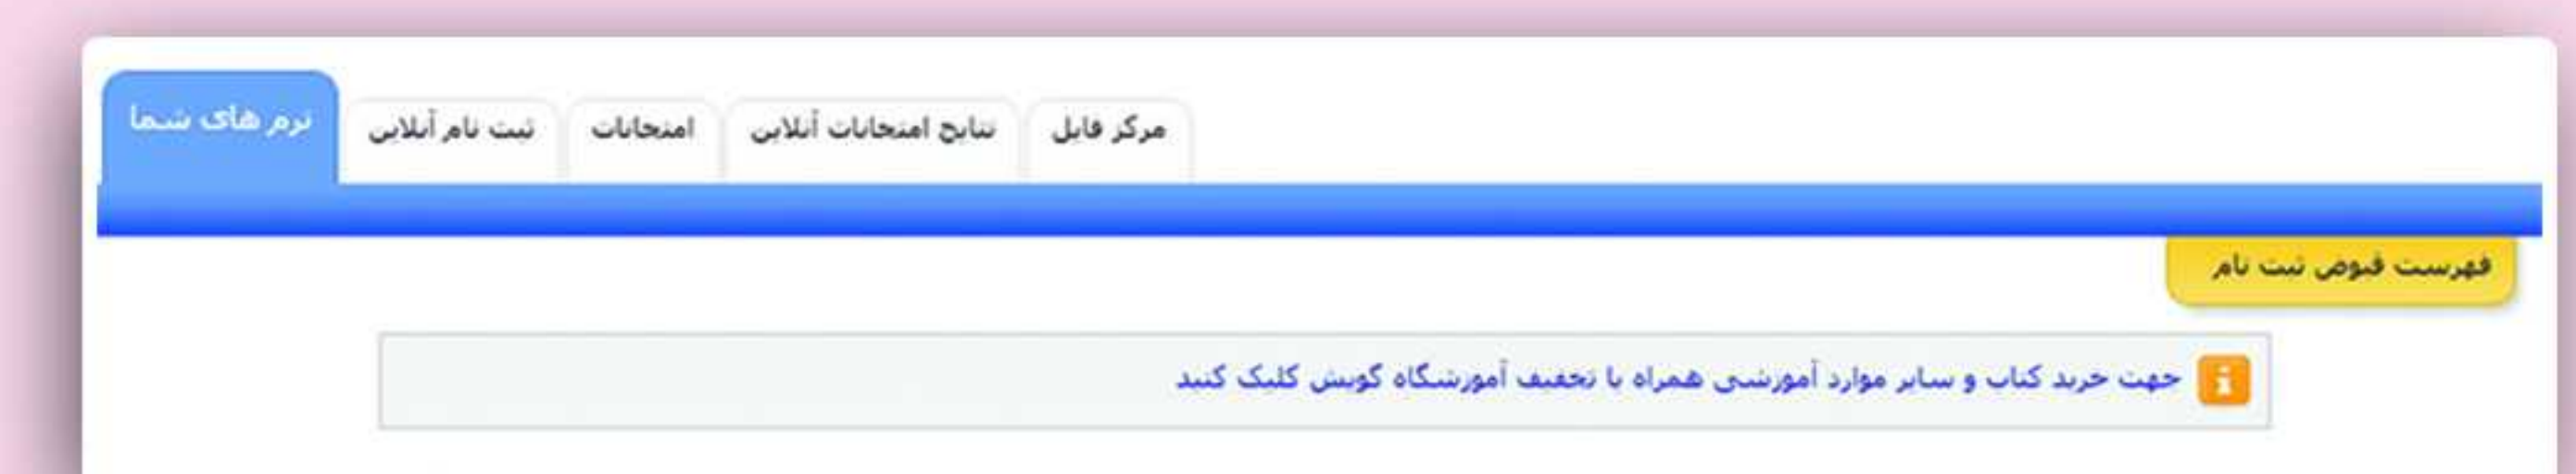 ترم های شما
ثبت نام آنلاین
امتحانات
نتایج امتحانات آنلاین
مرکز فایل
فهرست قبوض ثبت نام
جهت خرید کتاب و سایر موارد آموزشی همراه با تخفیف آموزشگاه گویش کلیک کنید